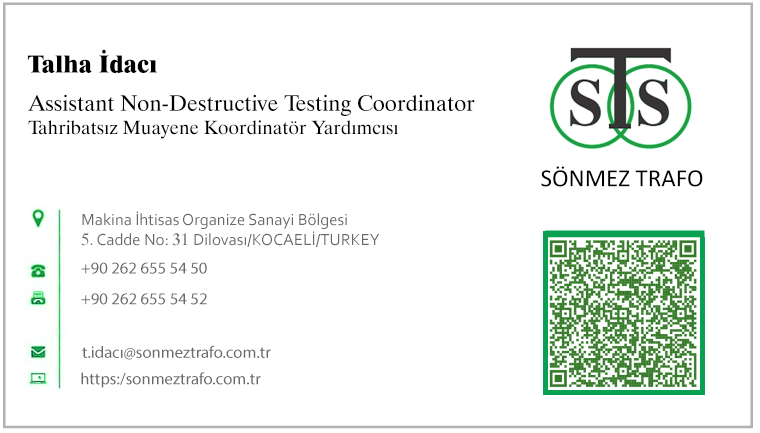 Talha İdacı
Assistant Non-Destructive Testing Coordinator
Tahribatsız Muayene Koordinatör Yardımcısı
STS
SÖNMEZ TRAFO
Makina İhtisas Organize Sanayi Bölgesi
5. Cadde No: 31 Dilovası/KOCAELİ/TURKEY
+90 262 655 54 50
+90 262 655 54 52
t.idacı@sonmeztrafo.com.tr
https:/sonmeztrafo.com.tr